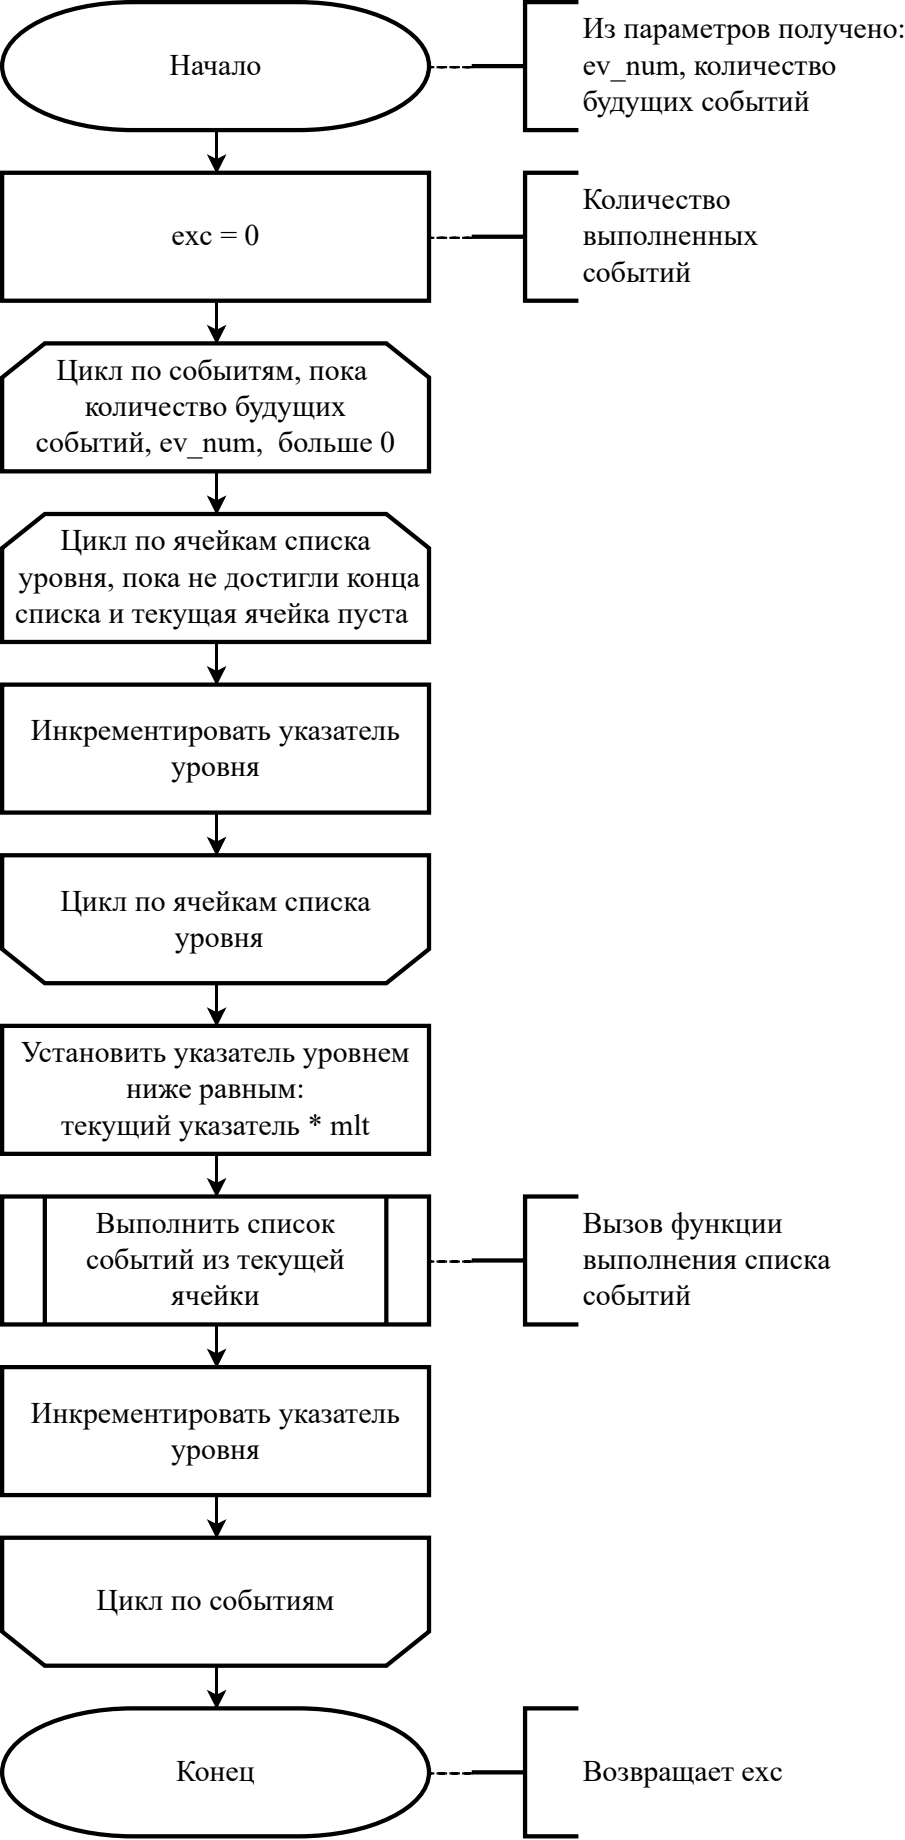 Начало
Из параметров получено:
ev_num, количество
будущих событий
exc = 0
Количество
выполненных
событий
Цикл по собыитям, пока
количество будущих
событий, ev_num,  больше 0
Цикл по ячейкам списка
уровня, пока не достигли конца
списка и текущая ячейка пуста
Инкрементировать указатель
уровня
Цикл по ячейкам списка
уровня
Установить указатель уровнем
ниже равным:
текущий указатель * mlt
Выполнить список
событий из текущей
ячейки
Вызов функции
выполнения списка
событий
Инкрементировать указатель
уровня
Цикл по событиям
Конец
Возвращает exc